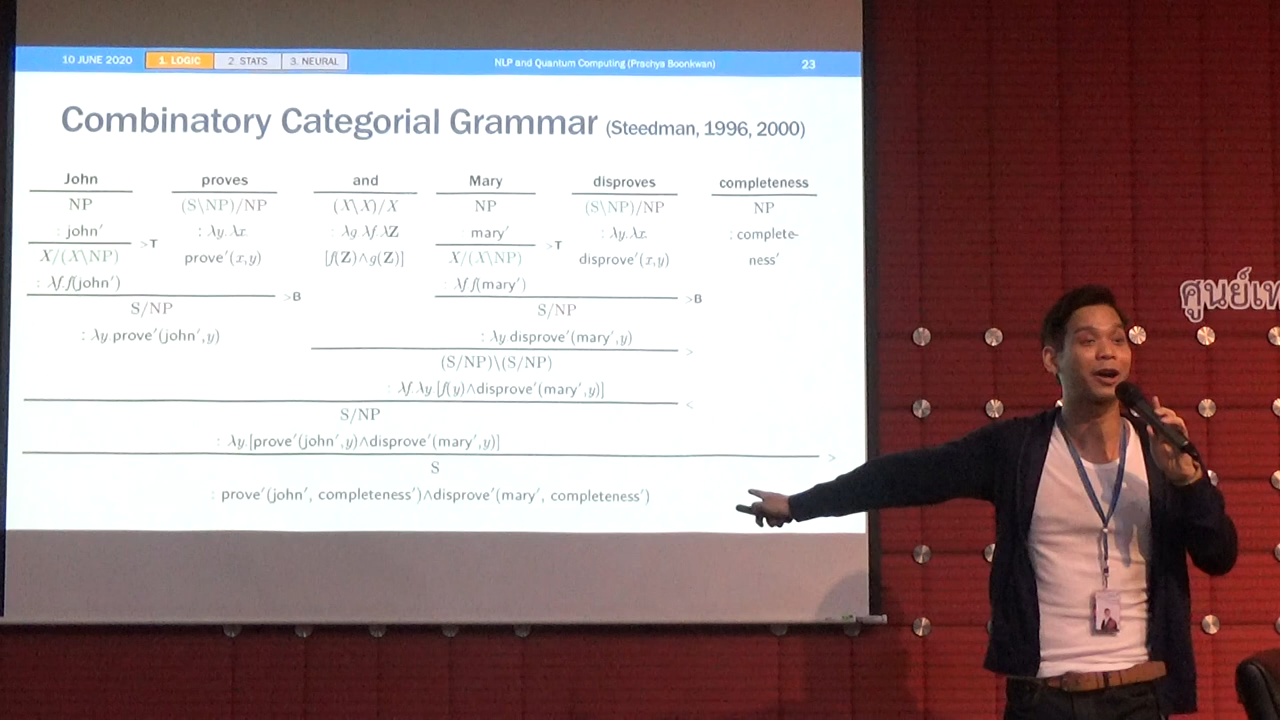 10 JUNE 2020 1. LOGIC 2. STATS 3. NEURAL NLP and Quantum Computing (Prachya Boonkwan) 23
Combinatory Categorial Grammar (Steedman, 1996, 2000)
John proves and Mary disproves completeness
NP (S\NP)/NP (X\X)/X NP (S\NP)/NP NP
: john′ : λy.λx. : λg λf λZ mary′ : λy.λx. : complete-
>T >T
X/(X\NP) prove′(x,y) [f(Z)∧g(Z)] X/(X\NP) disprove′(x,y) ness′
: λf.f(john′) : λf f(mary′)
>B >B
S/NP S/NP
: λy prove′(john′,y) : λy disprove′(mary′,y)
>
(S/NP)\(S/NP)
: λf.λy [f(y)∧disprove′(mary′,y)]
<
S/NP
: λy.[prove′(john′,y)∧disprove′(mary′,y)]
>
S
: prove′(john′, completeness′)∧disprove′(mary′, completeness′)